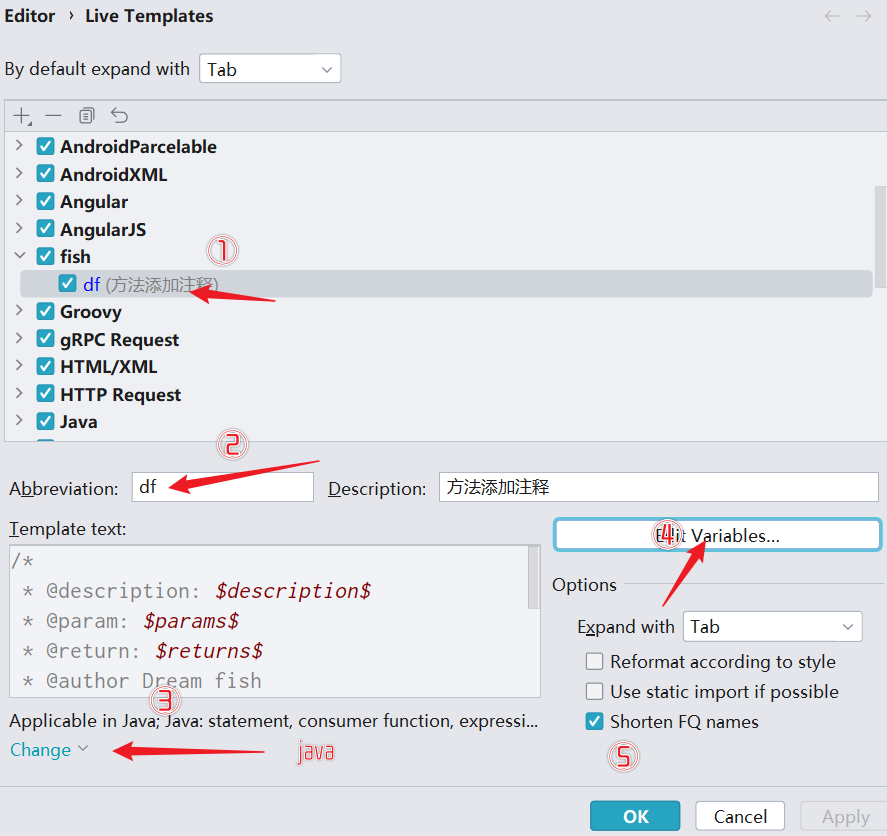 Editor › Live Templates
By default expand with Tab
AndroidParcelable
AndroidXML
Angular
AngularJS
①
fish
df (方法添加注释)
Groovy
gRPC Request
HTML/XML
HTTP Request
Java
②
Abbreviation: df Description: 方法添加注释
Template text:
④
Edit Variables...
/*
* @description: $description$
* @param: $params$
* @return: $returns$
* @author Dream fish
Options
Expand with Tab
Reformat according to style
Use static import if possible
Shorten FQ names
③
Applicable in Java; Java: statement, consumer function, expressi...
Change
java
⑤
OK Cancel Apply